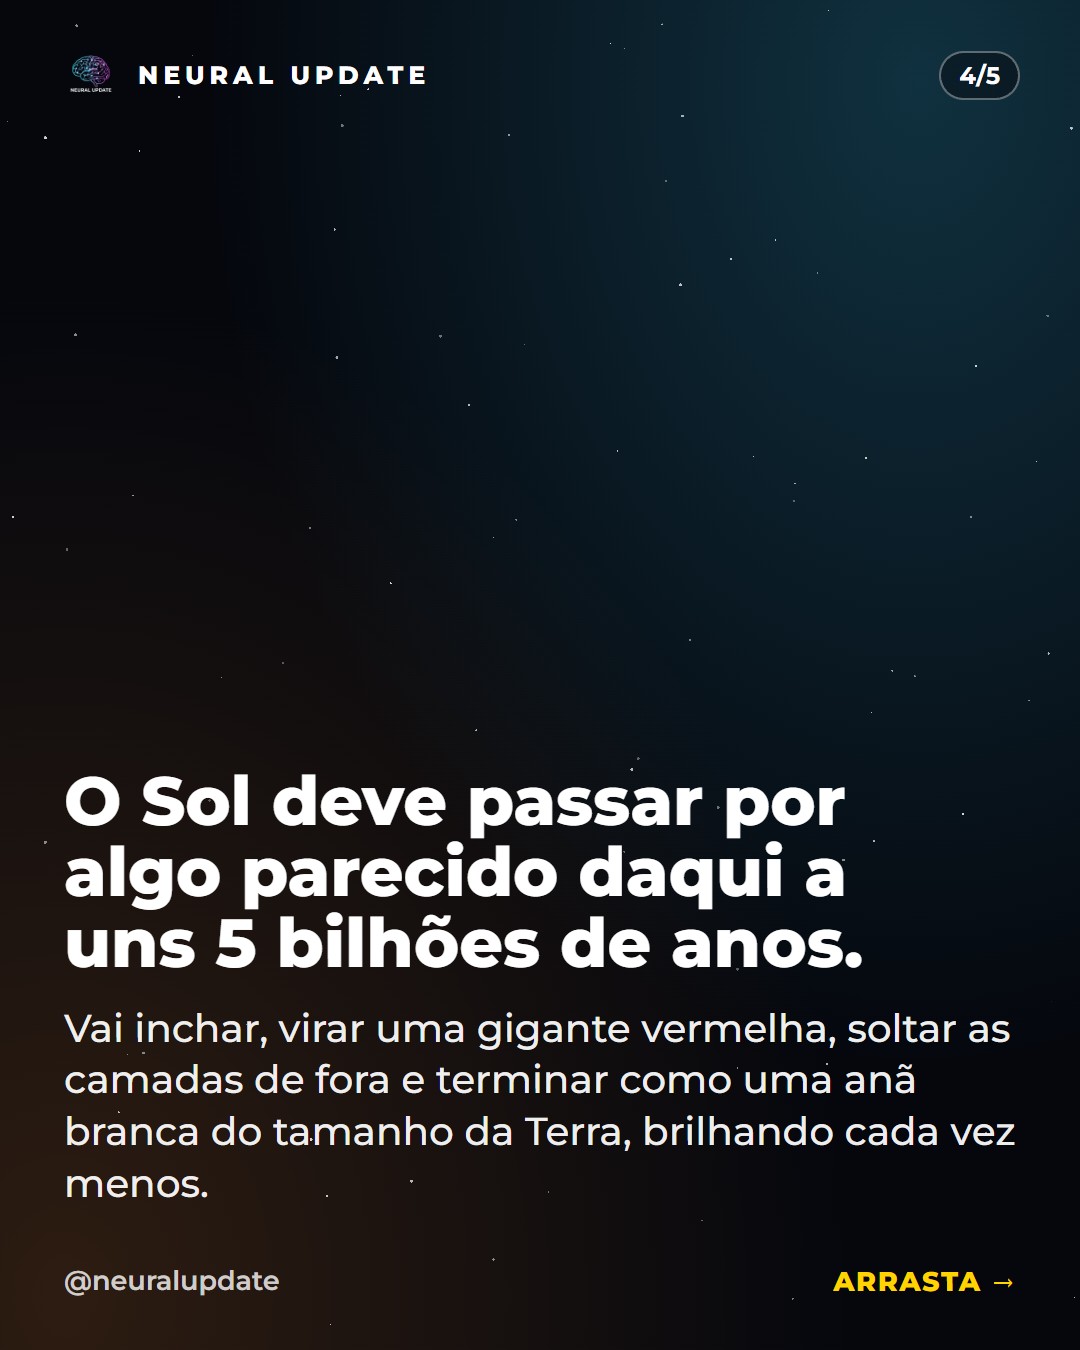 NEURAL UPDATE
NEURAL UPDATE
4/5
O Sol deve passar por
algo parecido daqui a
uns 5 bilhões de anos.
Vai inchar, virar uma gigante vermelha, soltar as
camadas de fora e terminar como uma anã
branca do tamanho da Terra, brilhando cada vez
menos.
@neuralupdate
ARRASTA →